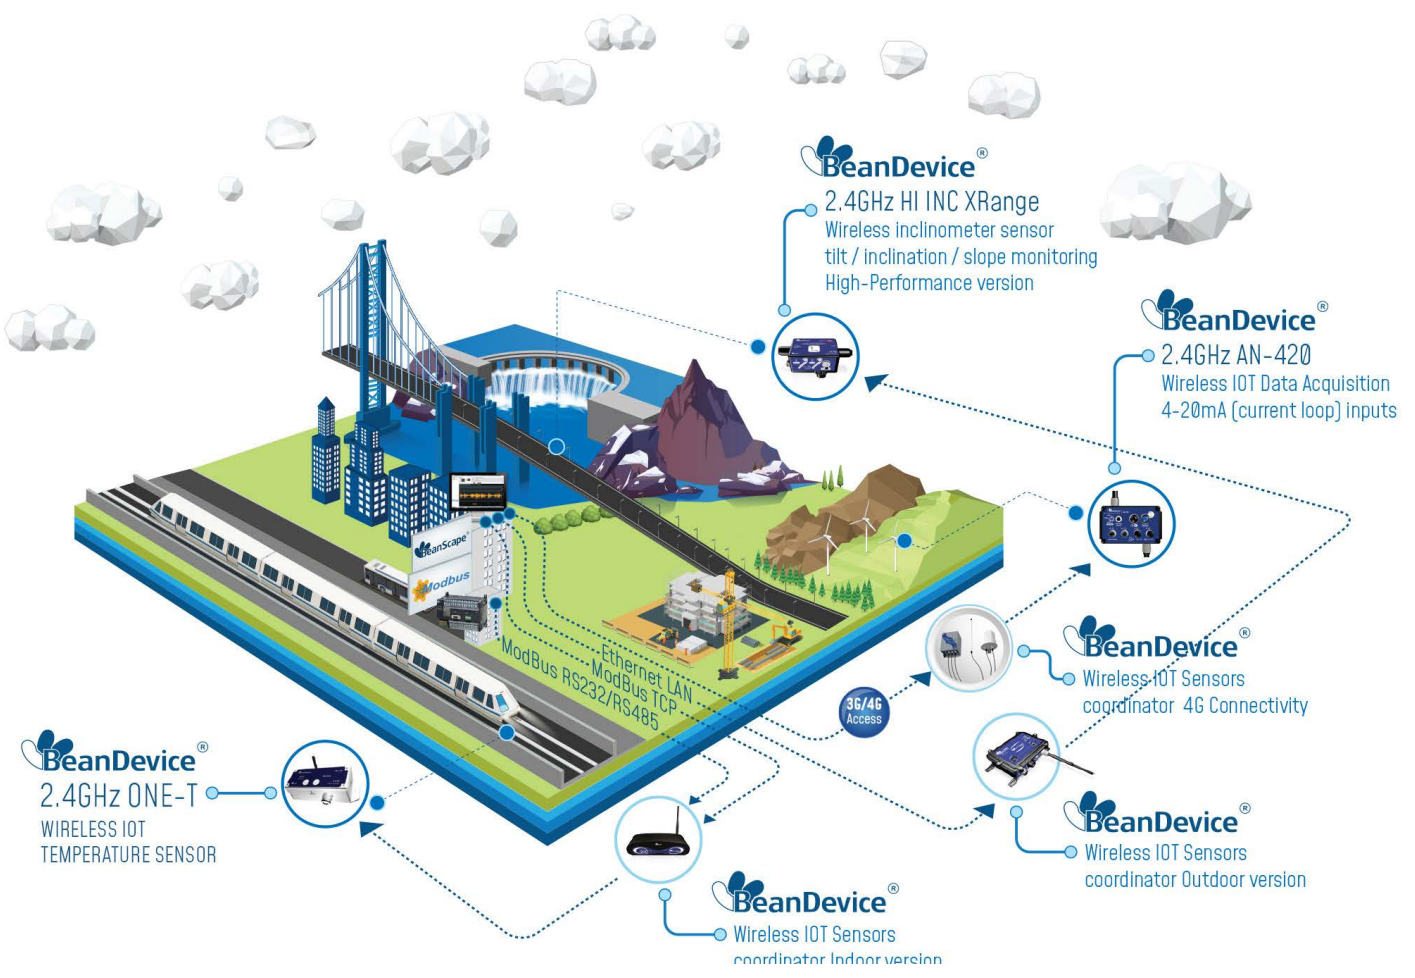 BeanDevice®
2.4GHz HI INC XRange
Wireless inclinometer sensor
tilt / inclination / slope monitoring
High-Performance version
BeanDevice®
2.4GHz AN-420
Wireless IOT Data Acquisition
4-20mA (current loop) inputs
BeanScape®
Modbus
Ethernet LAN
ModBus TCP
ModBus RS232/RS485
3G/4G
Access
BeanDevice®
Wireless IOT Sensors
coordinator 4G Connectivity
BeanDevice®
2.4GHz ONE-T
WIRELESS IOT
TEMPERATURE SENSOR
BeanDevice®
Wireless IOT Sensors
coordinator Outdoor version
BeanDevice®
Wireless IOT Sensors
coordinator Indoor version